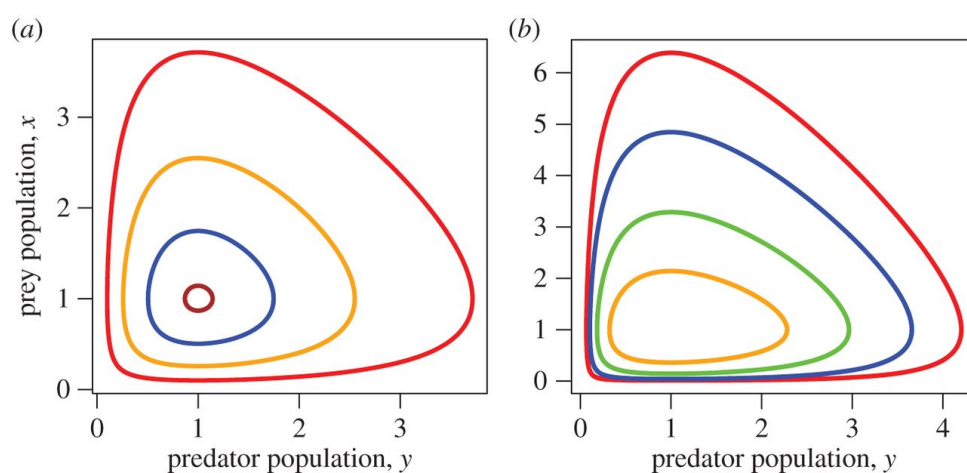 (a)
prey population, x
3
2
1
0
0 1 2 3
predator population, y
(b)
6
5
4
3
2
1
0
0 1 2 3 4
predator population, y